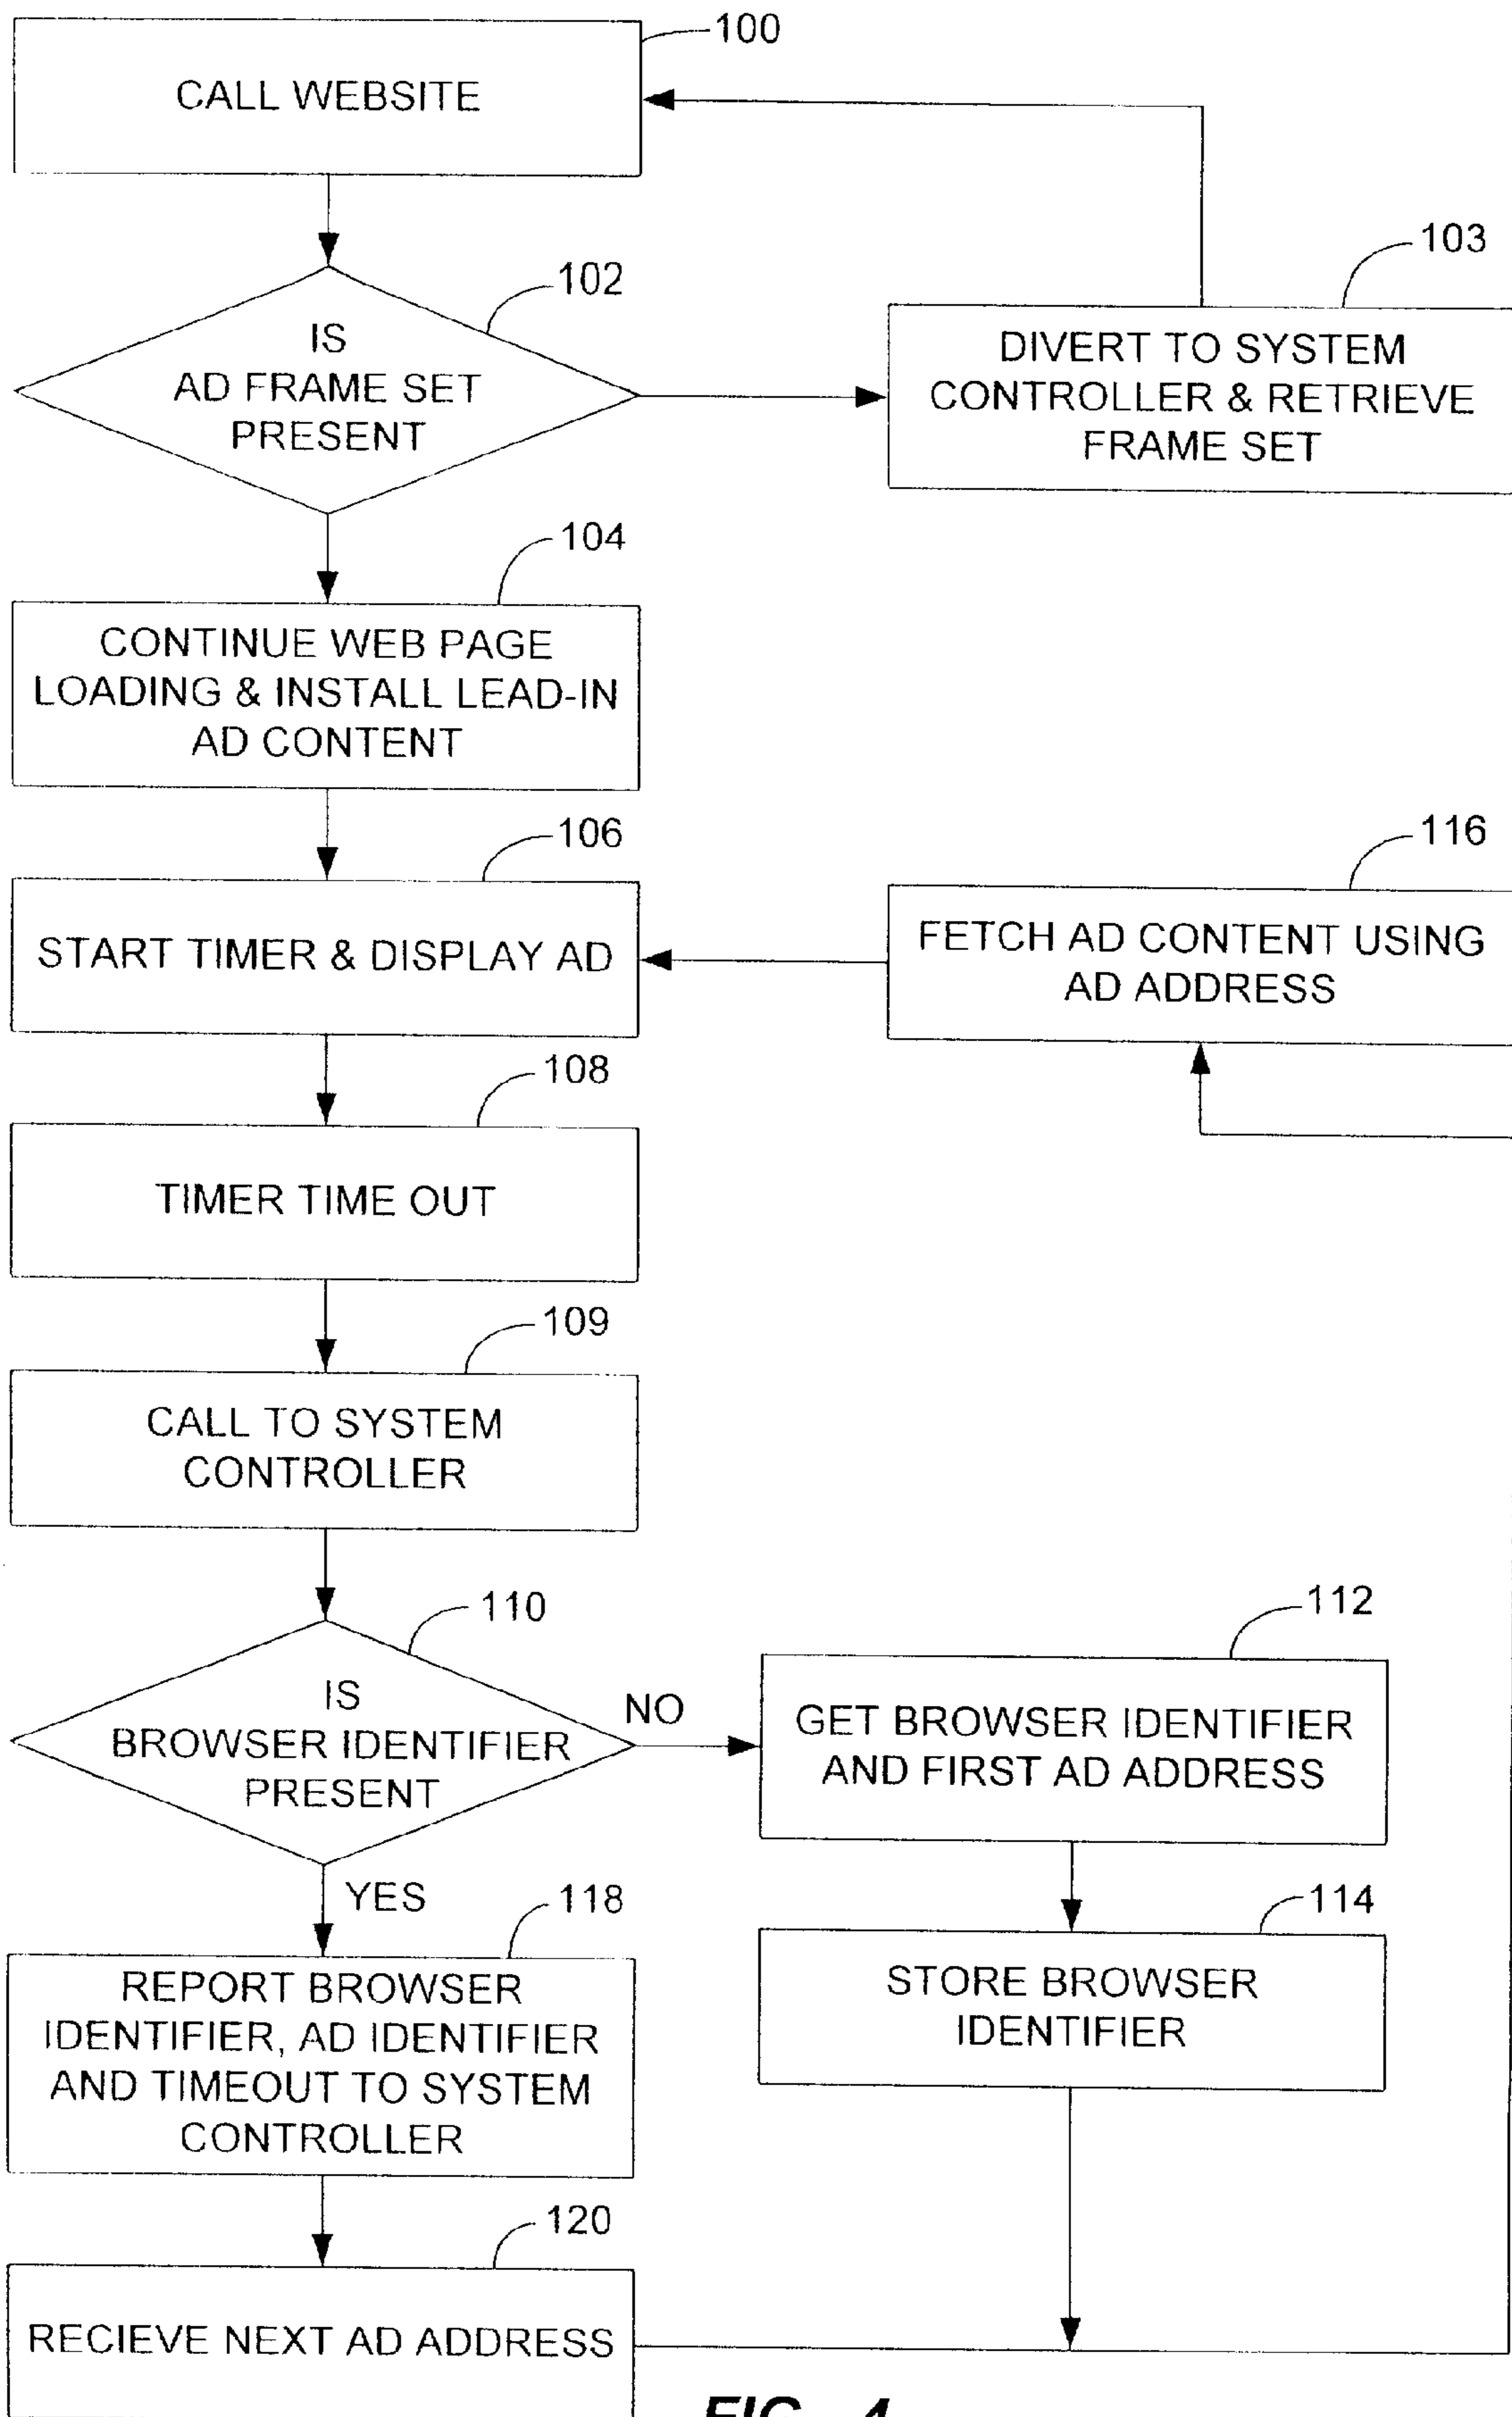 100
CALL WEBSITE
103
102
IS
AD FRAME SET
PRESENT
DIVERT TO SYSTEM
CONTROLLER & RETRIEVE
FRAME SET
104
CONTINUE WEB PAGE
LOADING & INSTALL LEAD-IN
AD CONTENT
106
START TIMER & DISPLAY AD
116
FETCH AD CONTENT USING
AD ADDRESS
108
TIMER TIME OUT
109
CALL TO SYSTEM
CONTROLLER
110
IS
BROWSER IDENTIFIER
PRESENT
NO
112
GET BROWSER IDENTIFIER
AND FIRST AD ADDRESS
YES
118
REPORT BROWSER
IDENTIFIER, AD IDENTIFIER
AND TIMEOUT TO SYSTEM
CONTROLLER
114
STORE BROWSER
IDENTIFIER
120
RECIEVE NEXT AD ADDRESS
FIG. 4